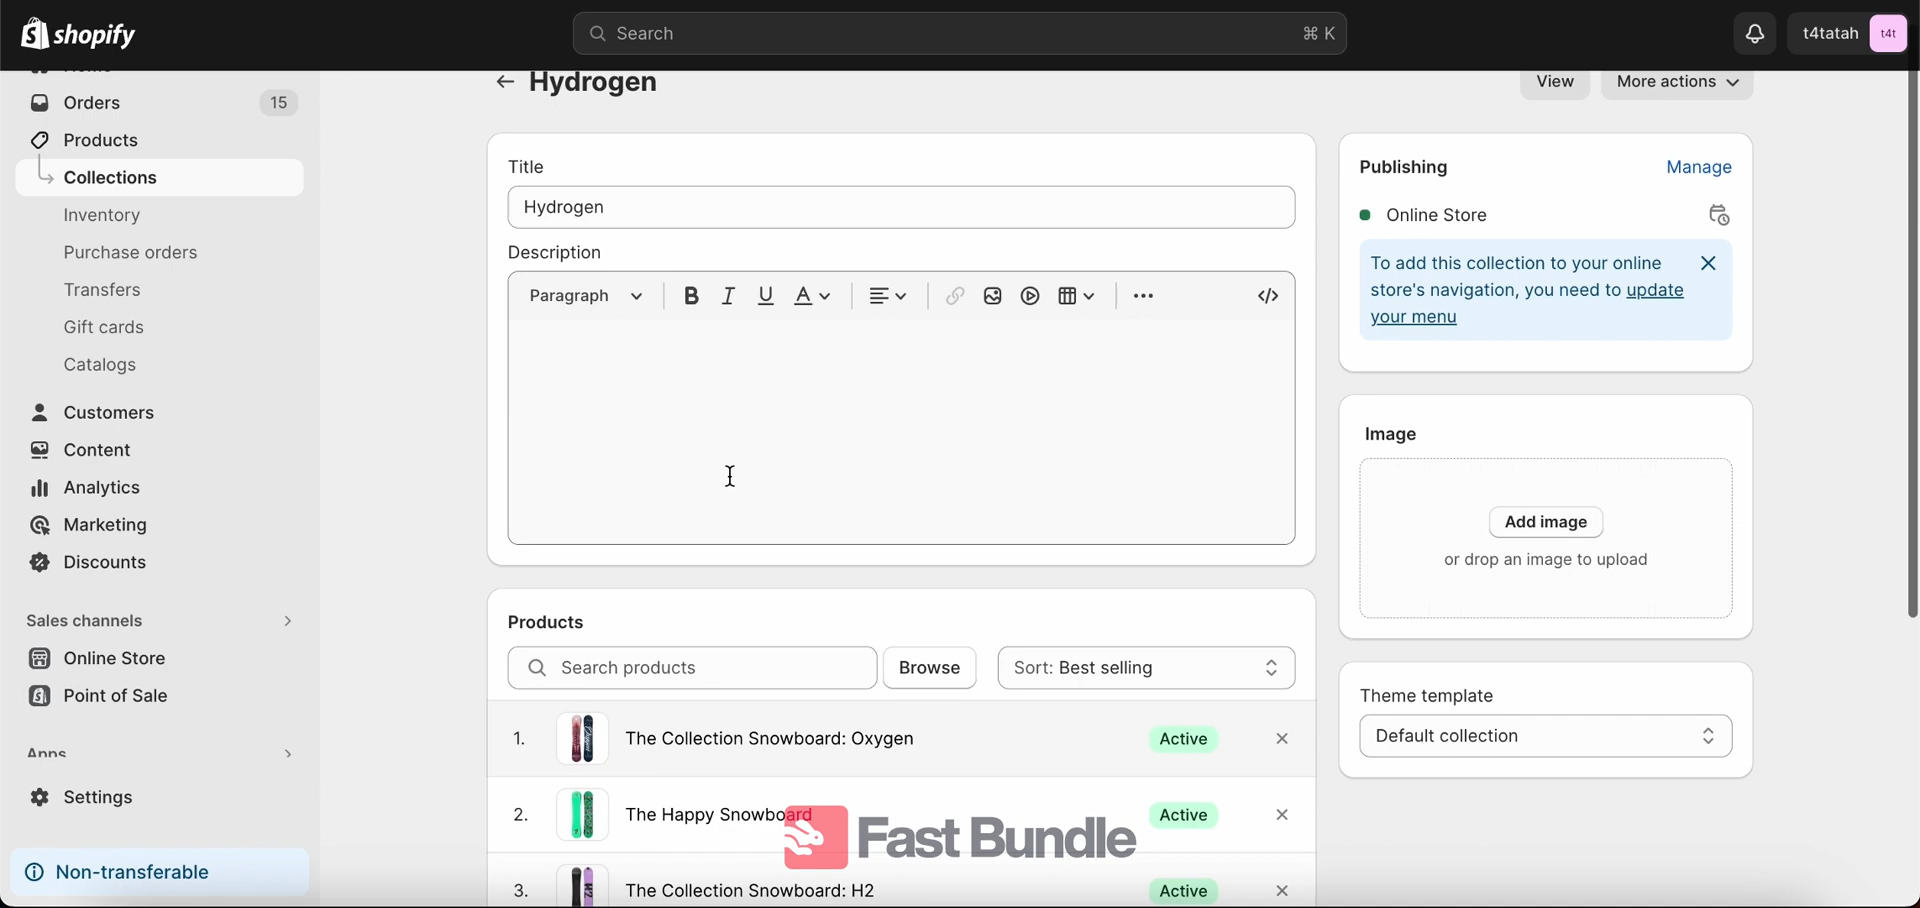 shopify
Search
⌘ K
t4tatah
t4t
Home
Orders
15
Products
Collections
Inventory
Purchase orders
Transfers
Gift cards
Catalogs
Customers
Content
Analytics
Marketing
Discounts
Sales channels
Online Store
Point of Sale
Apps
Settings
Non-transferable
Hydrogen
View
More actions
Title
Hydrogen
Description
Paragraph
B
I
U
A
Products
Search products
Browse
Sort: Best selling
1.
The Collection Snowboard: Oxygen
Active
2.
The Happy Snowboard
Active
3.
The Collection Snowboard: H2
Active
Fast Bundle
Publishing
Manage
Online Store
To add this collection to your online
store's navigation, you need to update
your menu
Image
Add image
or drop an image to upload
Theme template
Default collection